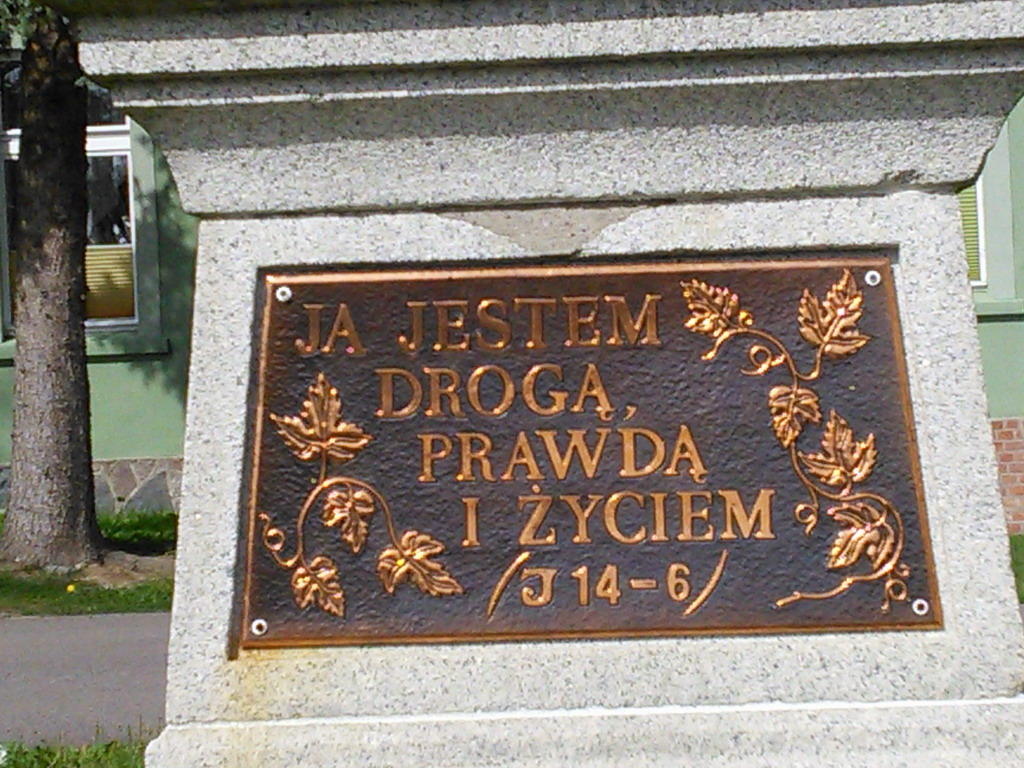 JA JESTEM
DROGĄ,
PRAWDĄ
I ŻYCIEM
/J 14-6/